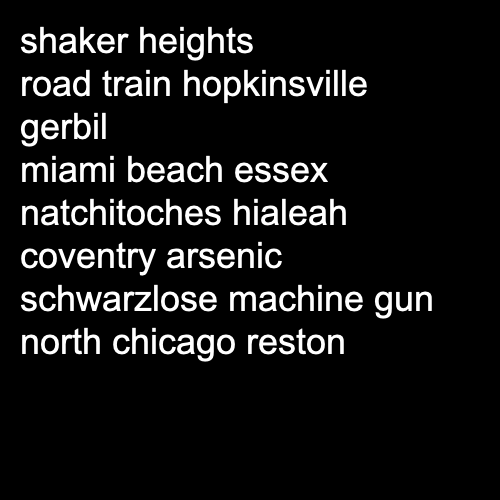 shaker heights
road train hopkinsville
gerbil
miami beach essex
natchitoches hialeah
coventry arsenic
schwarzlose machine gun
north chicago reston